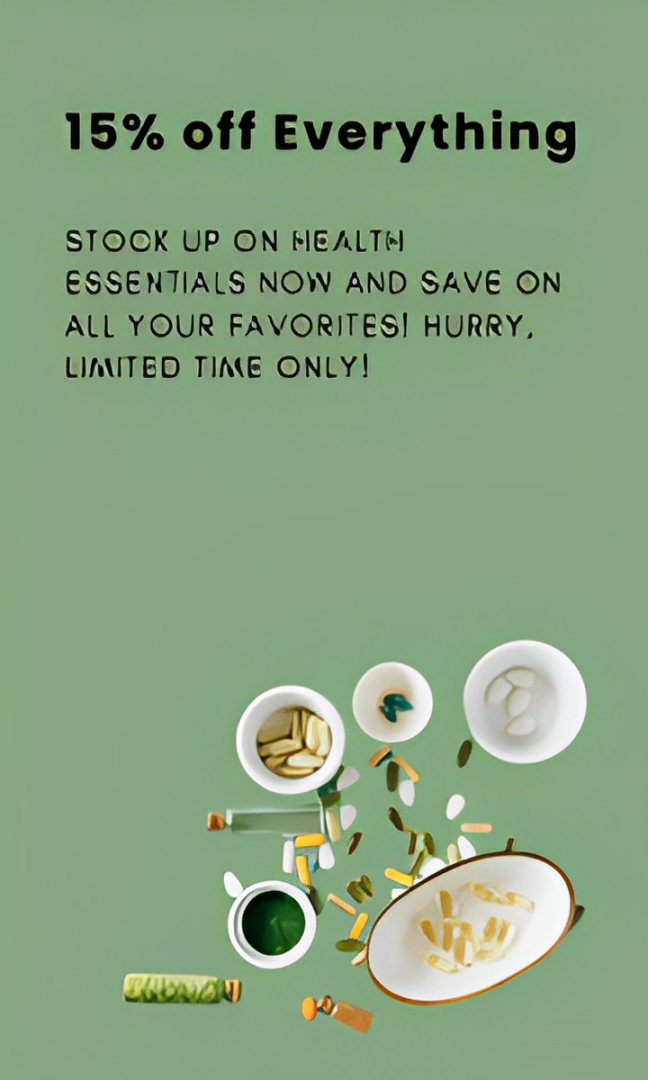 15% off Everything
STOCK UP ON HEALTH
ESSENTIALS NOW AND SAVE ON
ALL YOUR FAVORITES! HURRY,
LIMITED TIME ONLY!